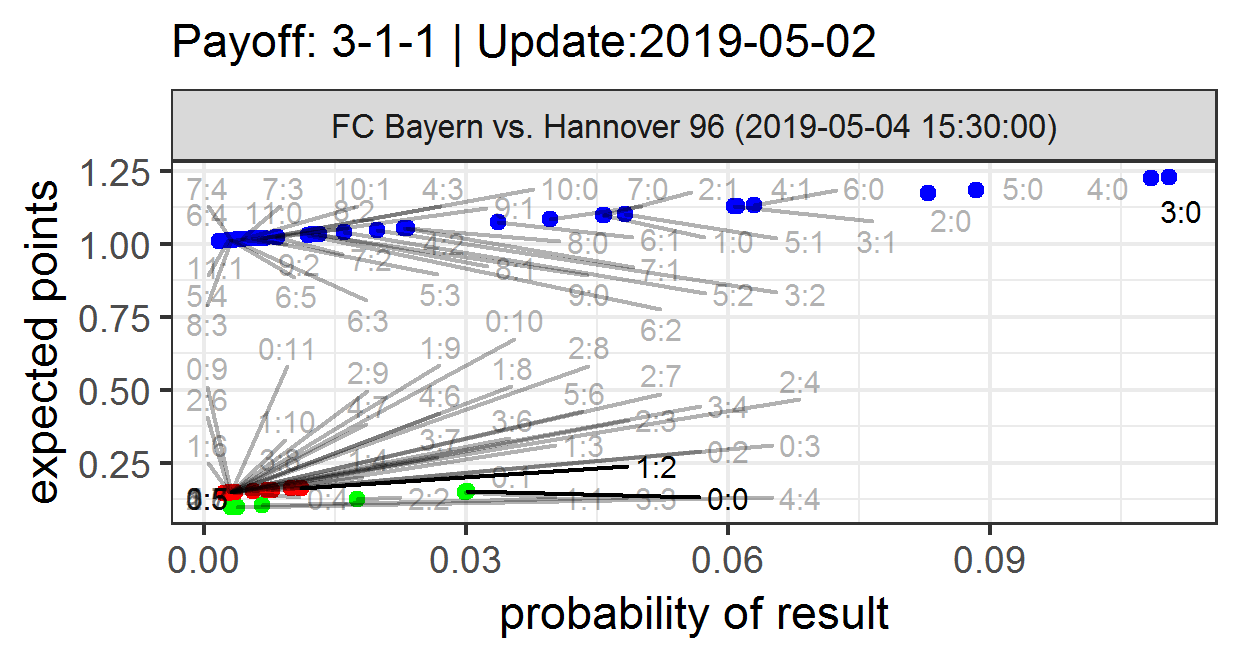 Payoff: 3-1-1 | Update:2019-05-02
FC Bayern vs. Hannover 96 (2019-05-04 15:30:00)
expected points
1.25
1.00
0.75
0.50
0.25
7:4 7:3 10:1 4:3 10:0 7:0 2:1 4:1 6:0 5:0 4:0
6:4 11:0 8:2 9:1 2:0 3:0
4:2 8:0 6:1 1:0 5:1 3:1
11:1 9:2 7:2 8:1 7:1
5:4 6:5 5:3 9:0 5:2 3:2
8:3 6:3 0:10 6:2
0:11 1:9 2:8
0:9 2:9 1:8 2:7 2:4
2:6 4:7 4:6 5:6 3:4
1:10 3:6 2:3
1:6 3:7 1:3 0:2 0:3
3:8 1:4 1:2
0:1
0:4 2:2 1:1 3:3 0:0 4:4
0.00 0.03 0.06 0.09
probability of result